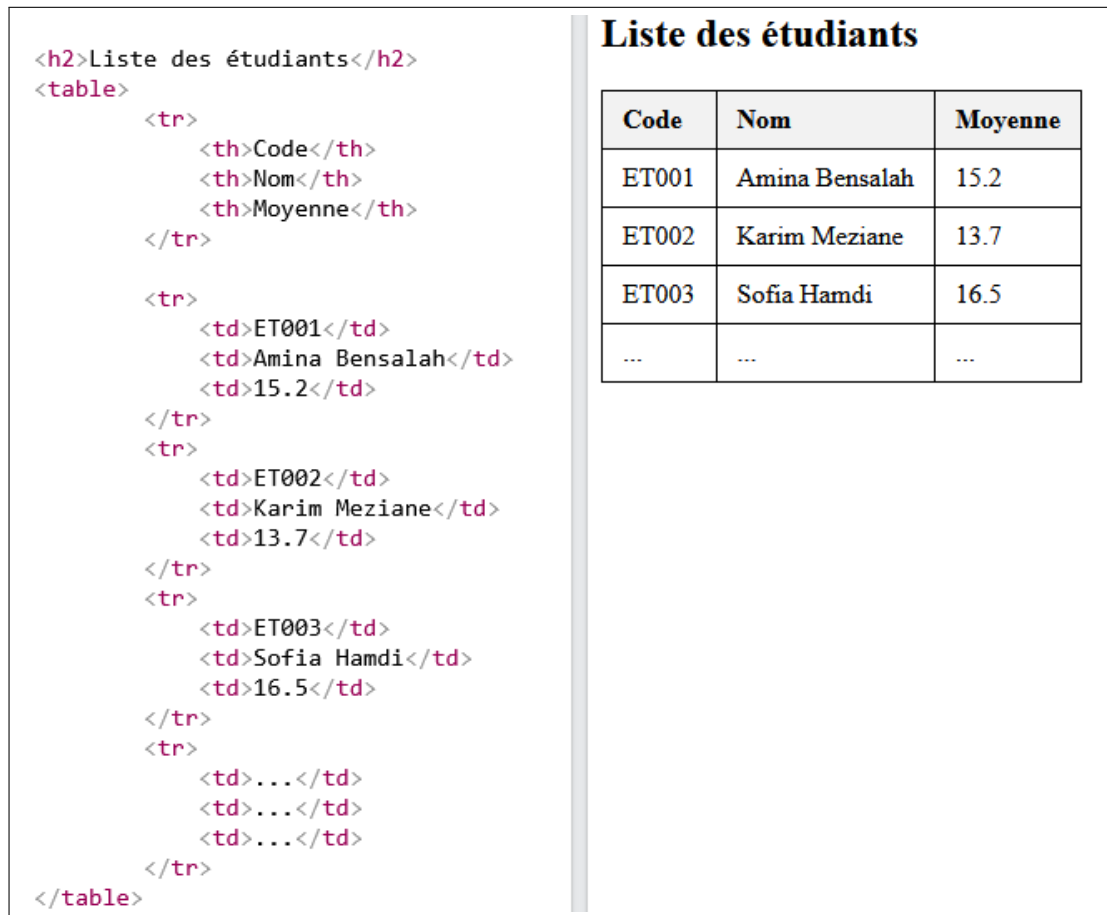 <h2>Liste des étudiants</h2>
<table>
<tr>
<th>Code</th>
<th>Nom</th>
<th>Moyenne</th>
</tr>
<tr>
<td>ET001</td>
<td>Amina Bensalah</td>
<td>15.2</td>
</tr>
<tr>
<td>ET002</td>
<td>Karim Meziane</td>
<td>13.7</td>
</tr>
<tr>
<td>ET003</td>
<td>Sofia Hamdi</td>
<td>16.5</td>
</tr>
<tr>
<td>...</td>
<td>...</td>
<td>...</td>
</tr>
</table>
Liste des étudiants
Code Nom Moyenne
ET001 Amina Bensalah 15.2
ET002 Karim Meziane 13.7
ET003 Sofia Hamdi 16.5
... ... ...